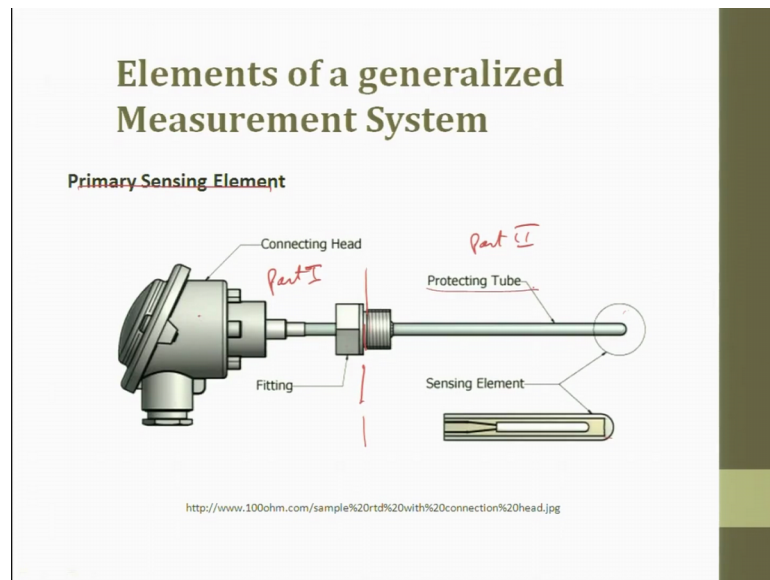 Elements of a generalized
Measurement System
Primary Sensing Element
Part II
Connecting Head
Part I
Protecting Tube
Fitting
Sensing Element
http://www.100ohm.com/sample%20rtd%20with%20connection%20head.jpg